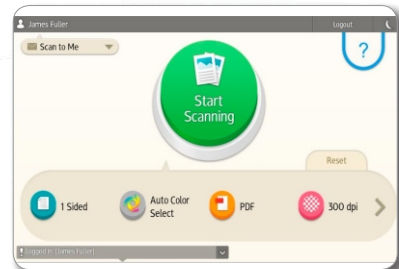 James Fuller
Logout
Scan to Me
?
Start
Scanning
Reset
1 Sided
Auto Color
Select
PDF
300 dpi
Logged in [James Fuller]